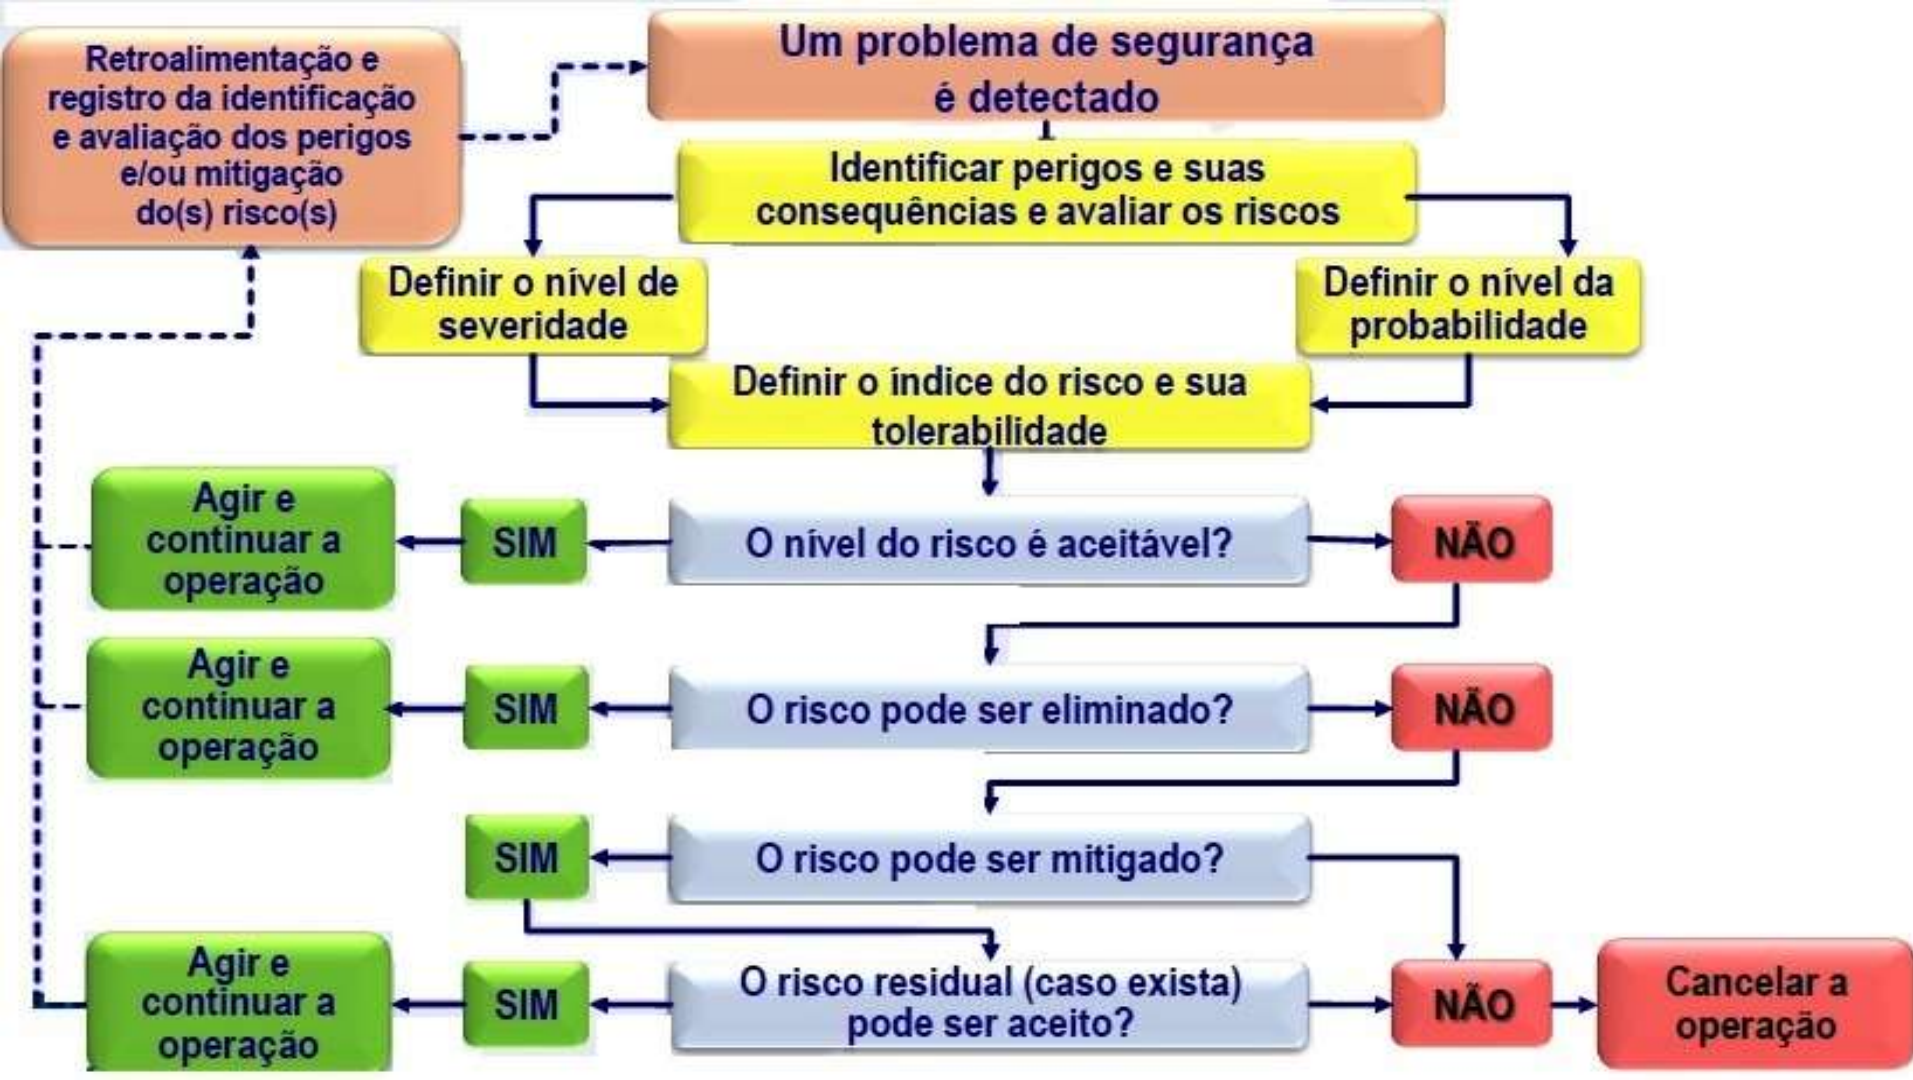 Retroalimentação e
registro da identificação
e avaliação dos perigos
e/ou mitigação
do(s) risco(s)
Um problema de segurança
é detectado
Identificar perigos e suas
consequências e avaliar os riscos
Definir o nível de
severidade
Definir o nível da
probabilidade
Definir o índice do risco e sua
tolerabilidade
Agir e
continuar a
operação
SIM
O nível do risco é aceitável?
NÃO
Agir e
continuar a
operação
SIM
O risco pode ser eliminado?
NÃO
SIM
O risco pode ser mitigado?
Agir e
continuar a
operação
SIM
O risco residual (caso exista)
pode ser aceito?
NÃO
Cancelar a
operação